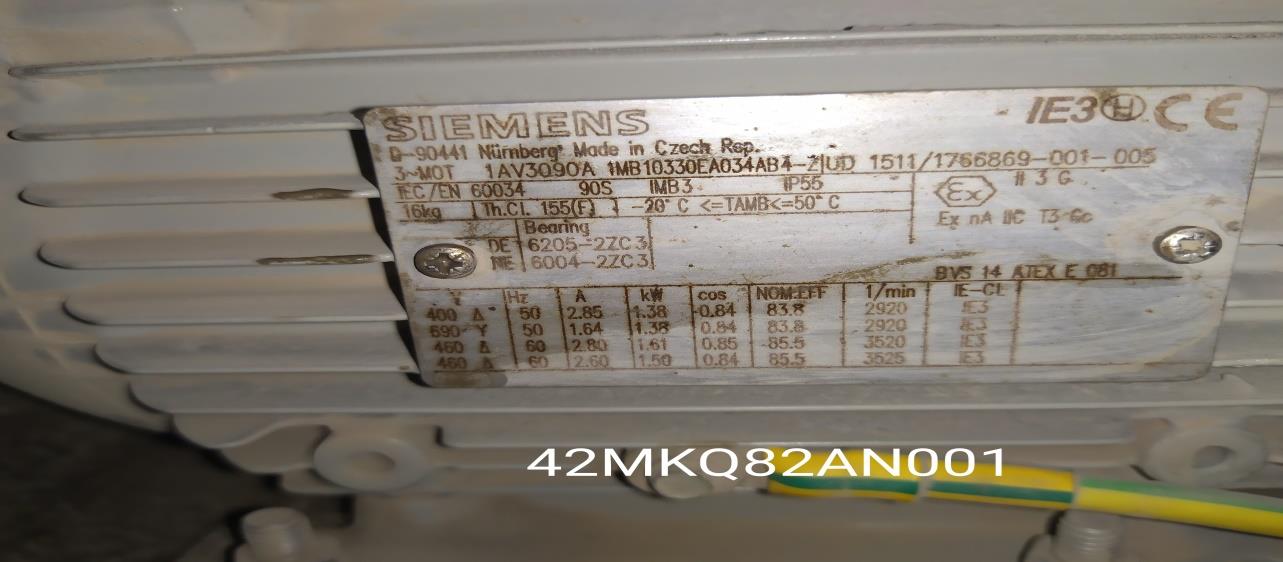 SIEMENS IE3 H CE
D-90441 Nürnberg Made in Czech Rep.
3~MOT 1AV3090A 1MB10330EA034AB4-Z UD 1511/1766869-001-005
IEC/EN 60034 90S IMB3 IP55 Ex II 3 G
16kg Th.Cl. 155(F) -20°C <=TAMB<=50°C Ex nA IIC T3 Gc
Bearing
DE 6205-2ZC3
NE 6004-2ZC3
BVS 14 ATEX E 081
V Hz A kW cos NOM.EFF 1/min IE-CL
400 Δ 50 2.85 1.38 0.84 83.8 2920 IE3
690 Y 50 1.64 1.38 0.84 83.8 2920 IE3
460 Δ 60 2.80 1.61 0.85 85.5 3520 IE3
460 Δ 60 2.60 1.50 0.84 85.5 3525 IE3
42MKQ82AN001